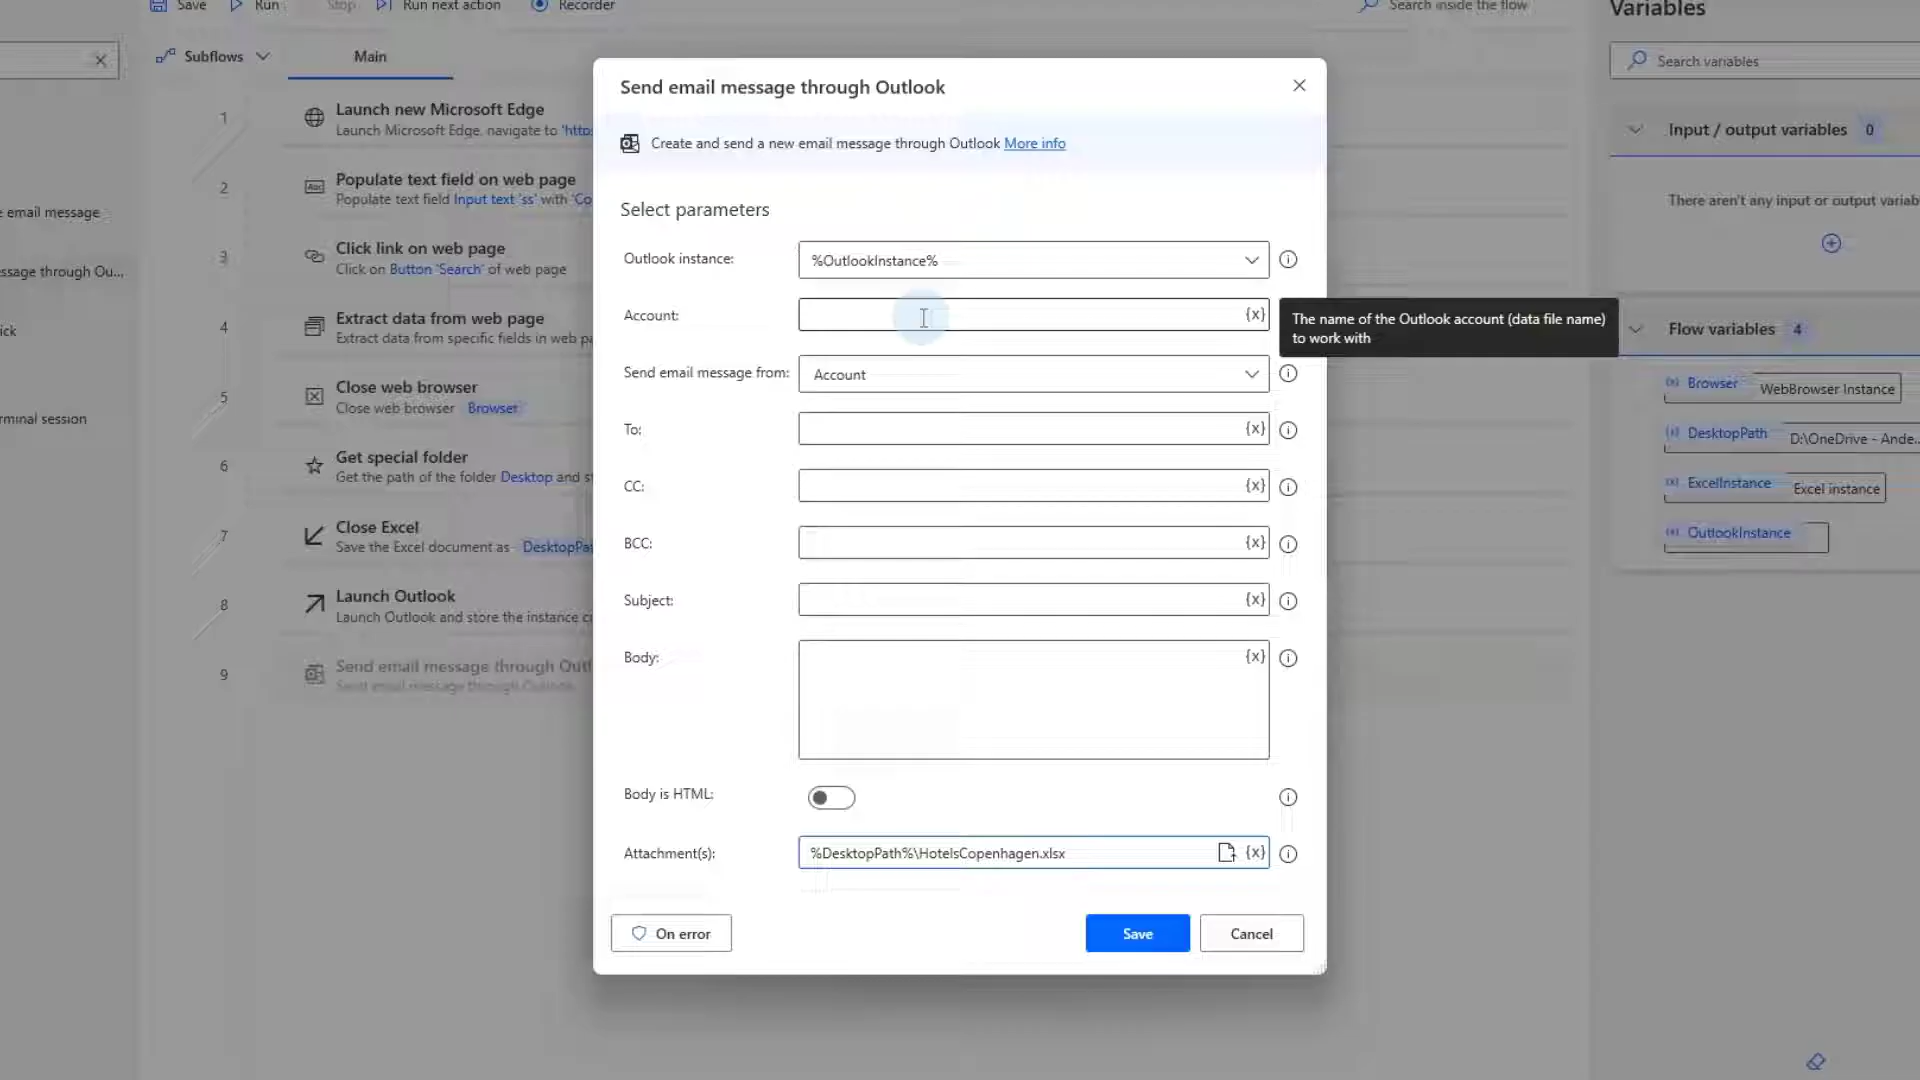 Save
Run
Stop
Run next action
Recorder
Search inside the flow
Variables
Subflows
Main
Search variables
e email message
ssage through Ou...
ick
rminal session
1
Launch new Microsoft Edge
Launch Microsoft Edge, navigate to 'http
2
Populate text field on web page
Populate text field Input text 'ss' with 'Co
3
Click link on web page
Click on Button 'Search' of web page
4
Extract data from web page
Extract data from specific fields in web pa
5
Close web browser
Close web browser Browser
6
Get special folder
Get the path of the folder Desktop and st
7
Close Excel
Save the Excel document as DesktopPa
8
Launch Outlook
Launch Outlook and store the instance cr
9
Send email message through Outl
Send email message through Outlook
Send email message through Outlook
Create and send a new email message through Outlook More info
Select parameters
Outlook instance: %OutlookInstance%
Account: {x}
The name of the Outlook account (data file name)
to work with
Send email message from: Account
To: {x}
CC: {x}
BCC: {x}
Subject: {x}
Body: {x}
Body is HTML:
Attachment(s): %DesktopPath%\HotelsCopenhagen.xlsx {x}
On error
Save
Cancel
Input / output variables 0
There aren't any input or output variab
Flow variables 4
(x) Browser WebBrowser Instance
(x) DesktopPath D:\OneDrive - Ande...
(x) ExcelInstance Excel instance
(x) OutlookInstance